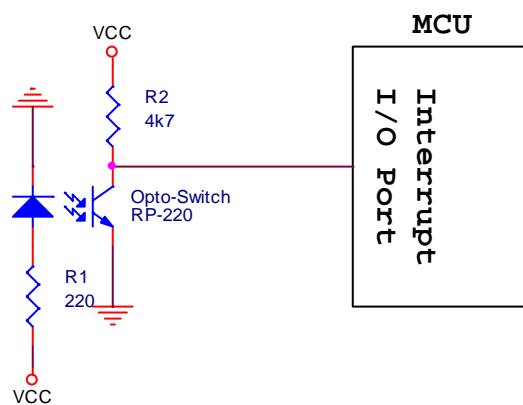 MCU
VCC
R2
4k7
Interrupt
I/O Port
Opto-Switch
RP-220
R1
220
VCC